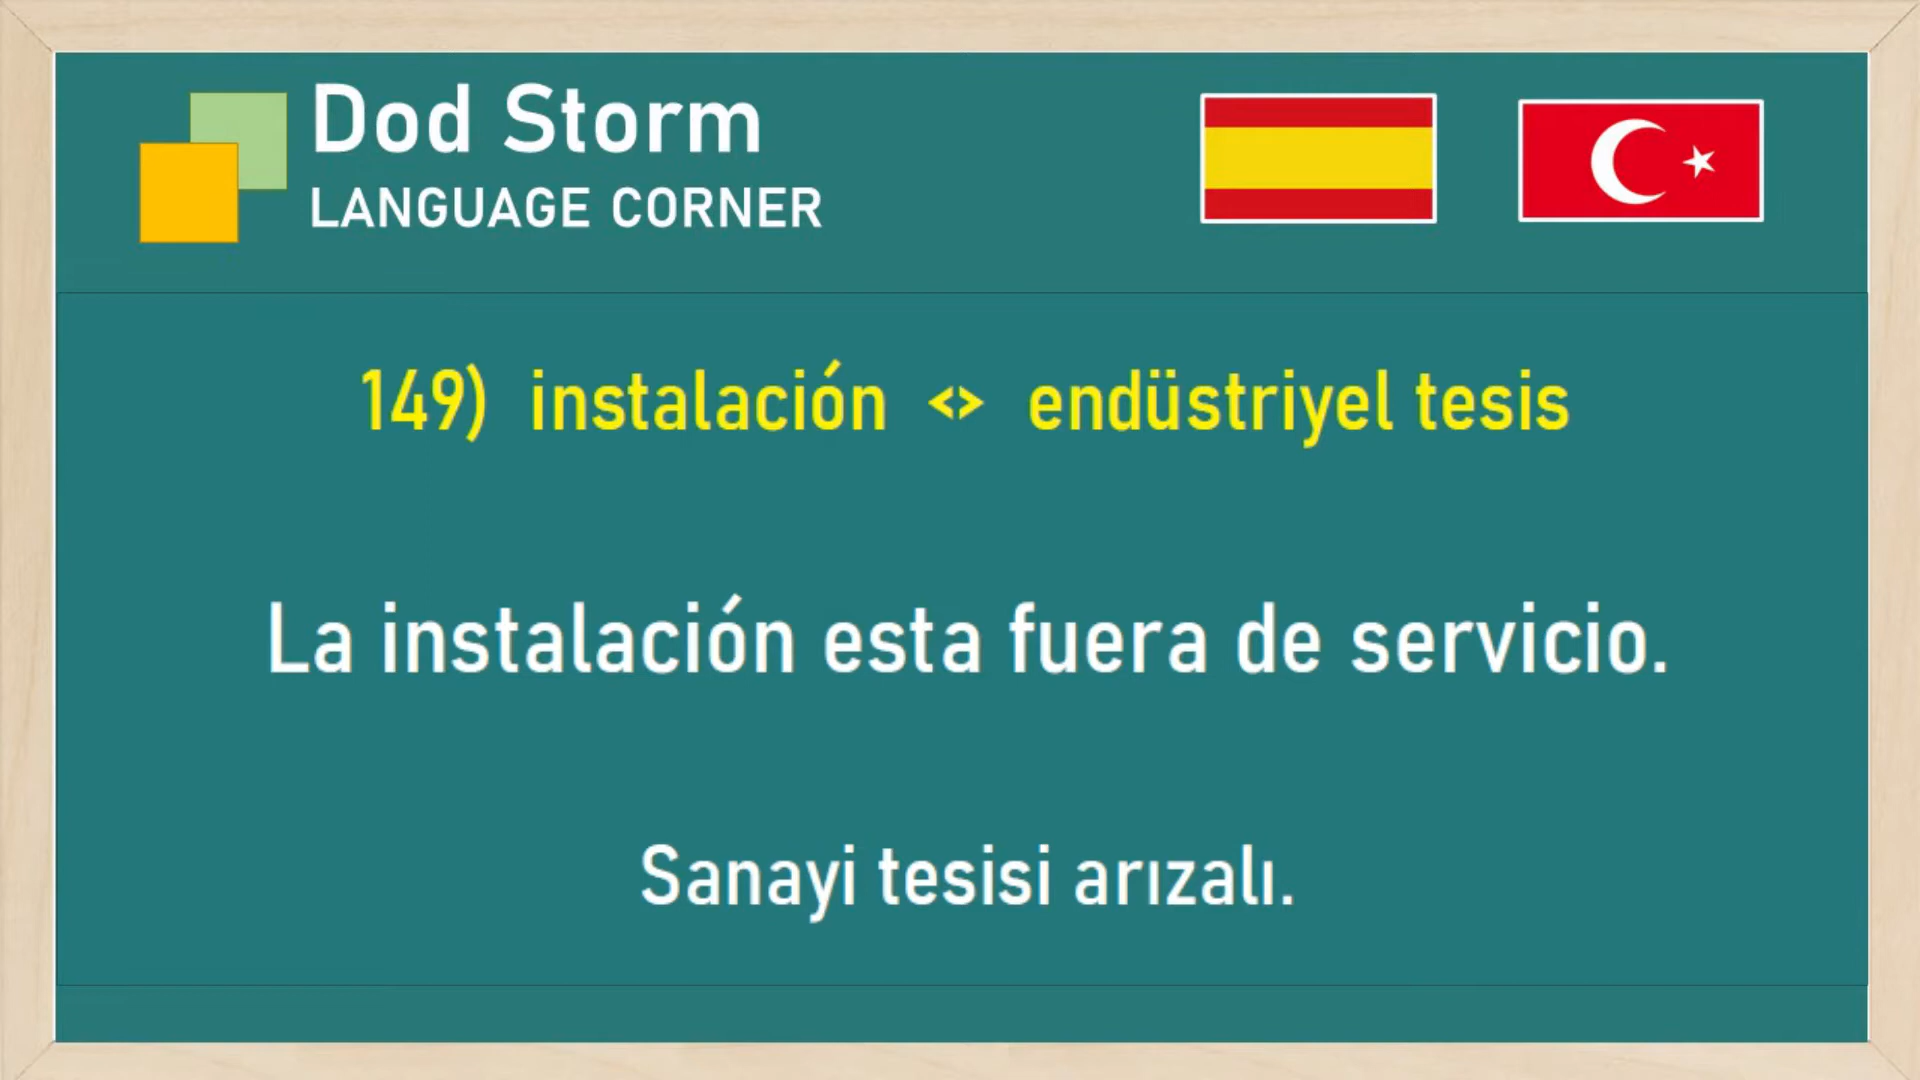 Dod Storm
LANGUAGE CORNER
149) instalación <> endüstriyel tesis
La instalación esta fuera de servicio.
Sanayi tesisi arızalı.